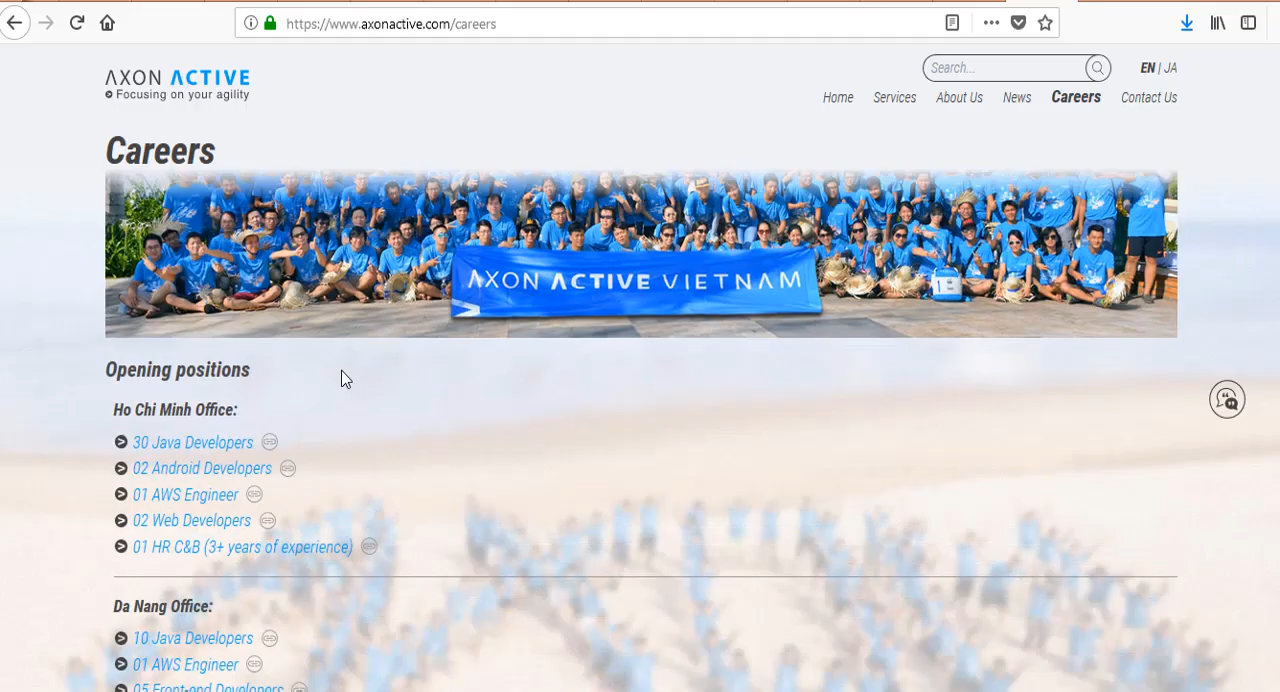 https://www.axonactive.com/careers
AXON ACTIVE
Focusing on your agility
Search...
EN | JA
Home Services About Us News Careers Contact Us
Careers
AXON ACTIVE VIETNAM
Opening positions
Ho Chi Minh Office:
30 Java Developers
02 Android Developers
01 AWS Engineer
02 Web Developers
01 HR C&B (3+ years of experience)
Da Nang Office:
10 Java Developers
01 AWS Engineer
05 Front-end Developers